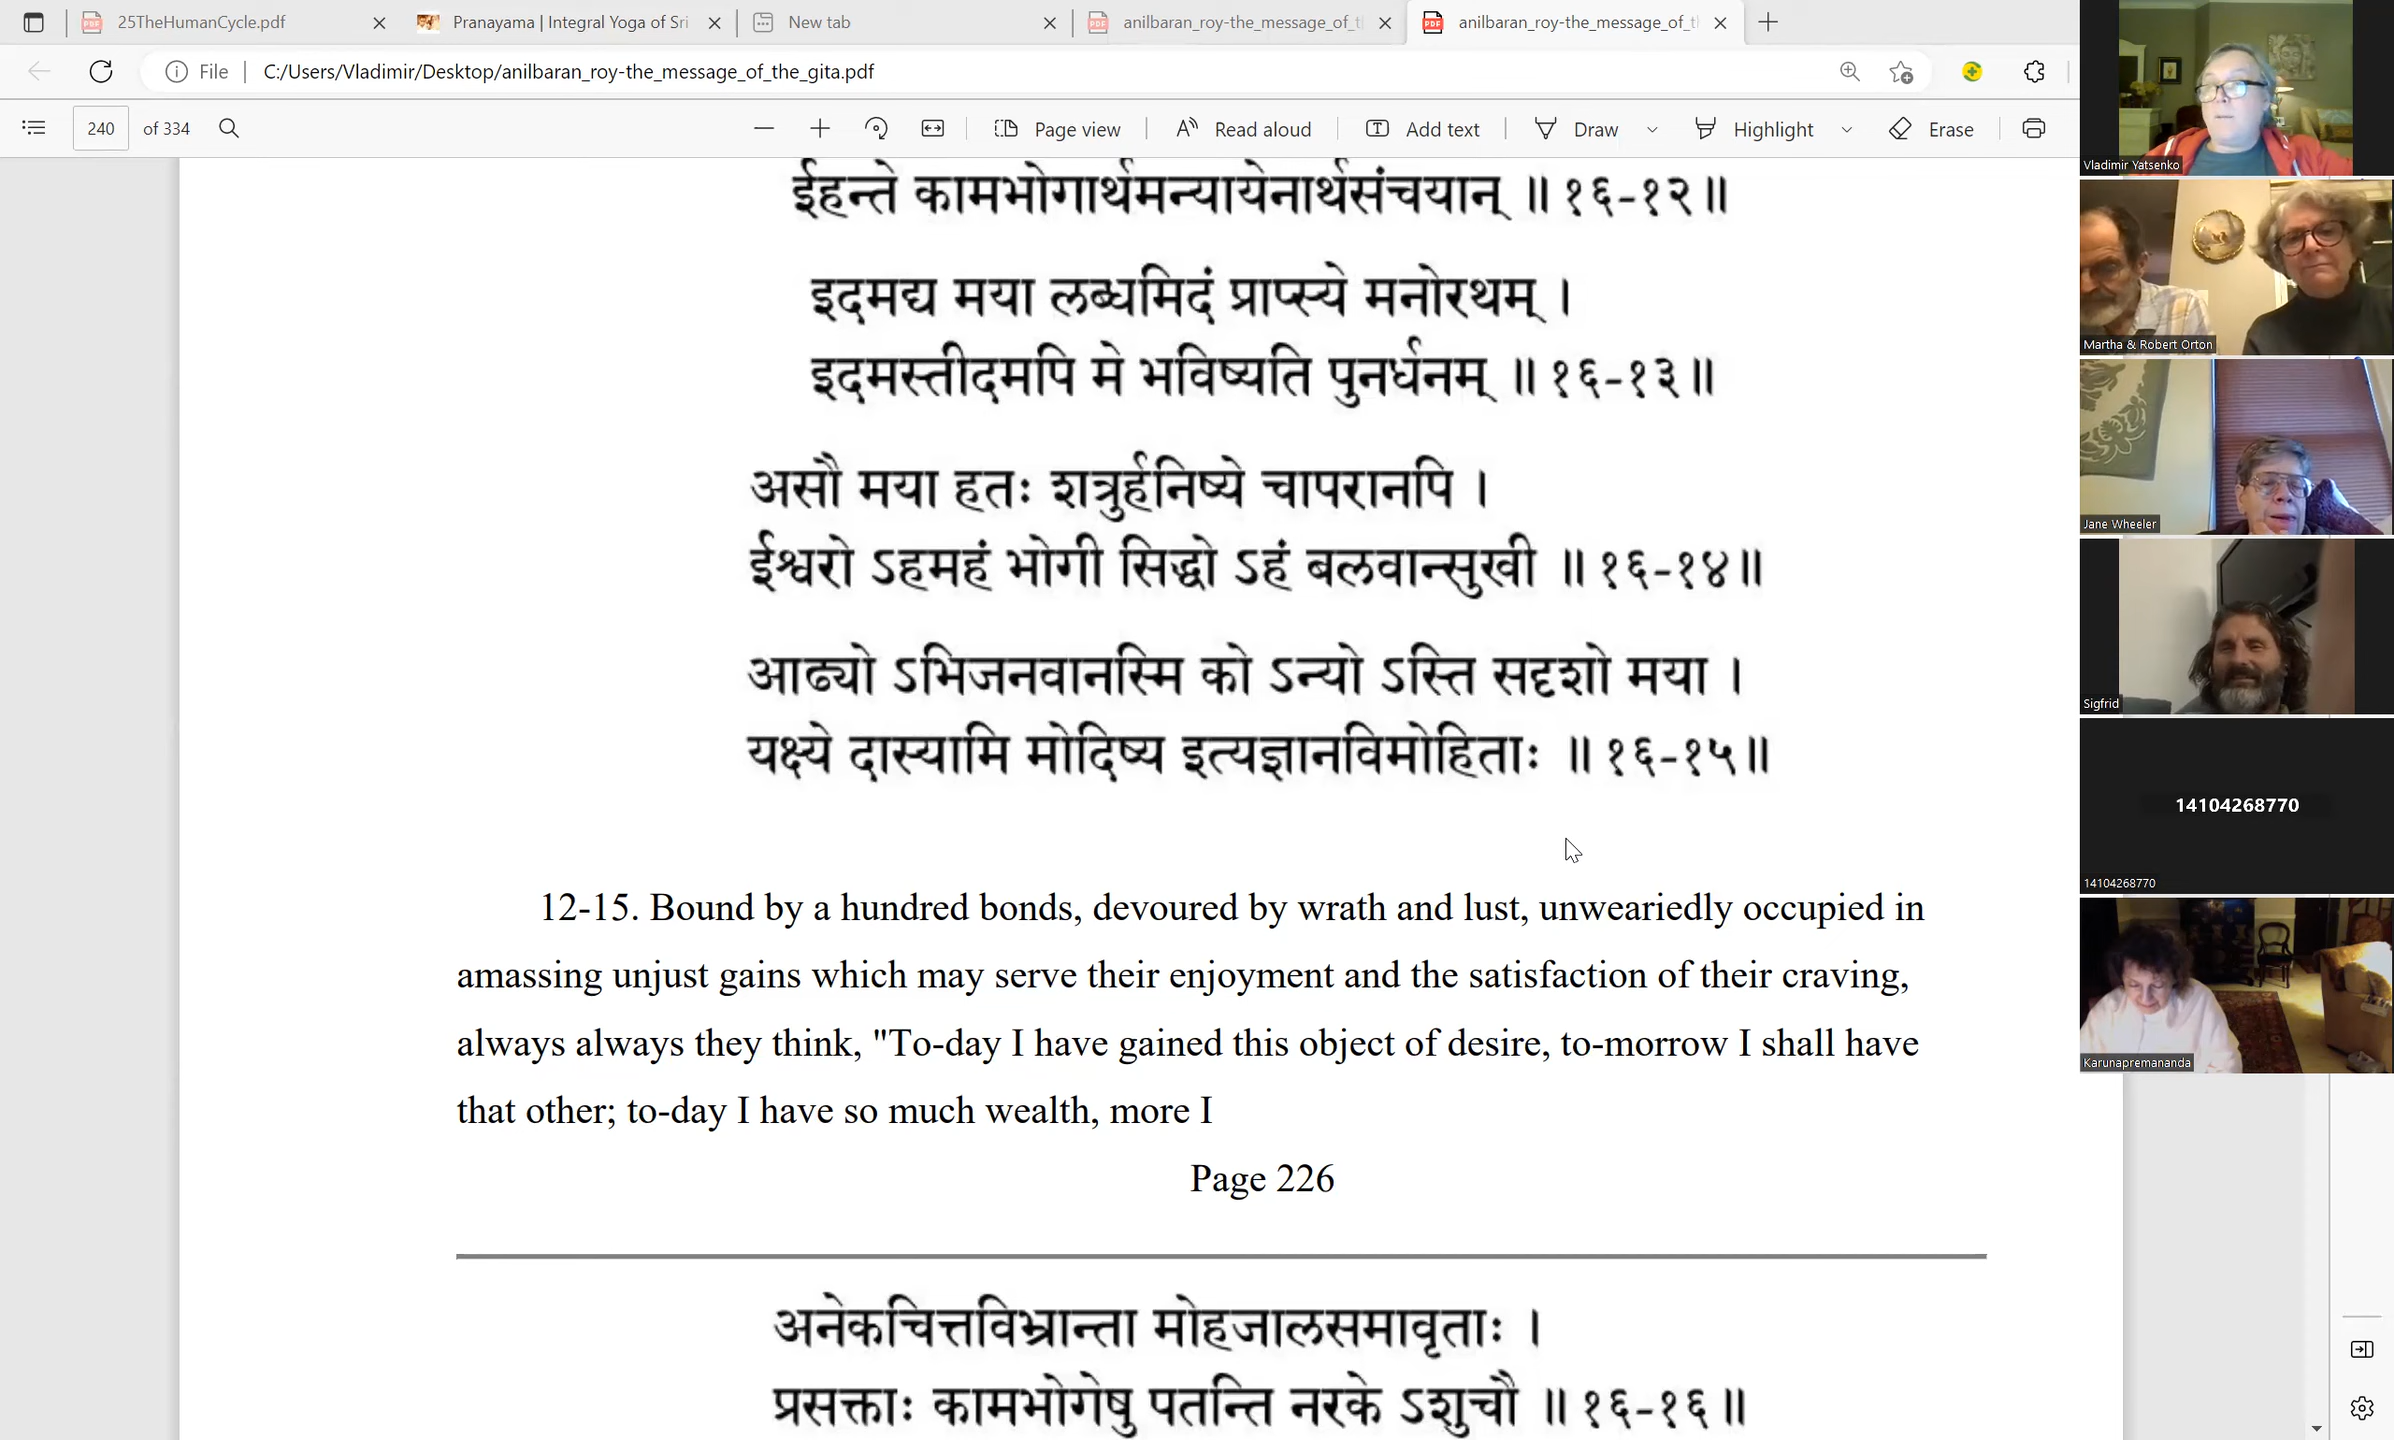 25TheHumanCycle.pdf
Pranayama | Integral Yoga of Sri
New tab
anilbaran_roy-the_message_of_t
anilbaran_roy-the_message_of_t
File
C:/Users/Vladimir/Desktop/anilbaran_roy-the_message_of_the_gita.pdf
240 of 334
Page view
Read aloud
Add text
Draw
Highlight
Erase
ईहन्ते कामभोगार्थमन्यायेनार्थसंचयान् ॥ १६-१२॥
इदमद्य मया लब्धमिदं प्राप्स्ये मनोरथम् ।
इदमस्तीदमपि मे भविष्यति पुनर्धनम् ॥ १६-१३॥
असौ मया हतः शत्रुर्हनिष्ये चापरानपि ।
ईश्वरो ऽहमहं भोगी सिद्धो ऽहं बलवान्सुखी ॥ १६-१४॥
आढ्यो ऽभिजनवानस्मि को ऽन्यो ऽस्ति सदृशो मया ।
यक्ष्ये दास्यामि मोदिष्य इत्यज्ञानविमोहिताः ॥ १६-१५॥
12-15. Bound by a hundred bonds, devoured by wrath and lust, unweariedly occupied in
amassing unjust gains which may serve their enjoyment and the satisfaction of their craving,
always always they think, "To-day I have gained this object of desire, to-morrow I shall have
that other; to-day I have so much wealth, more I
Page 226
अनेकचित्तविभ्रान्ता मोहजालसमावृताः ।
प्रसक्ताः कामभोगेषु पतन्ति नरके ऽशुचौ ॥ १६-१६॥
Vladimir Yatsenko
Martha & Robert Orton
Jane Wheeler
Sigfrid
14104268770
14104268770
Karunapremananda